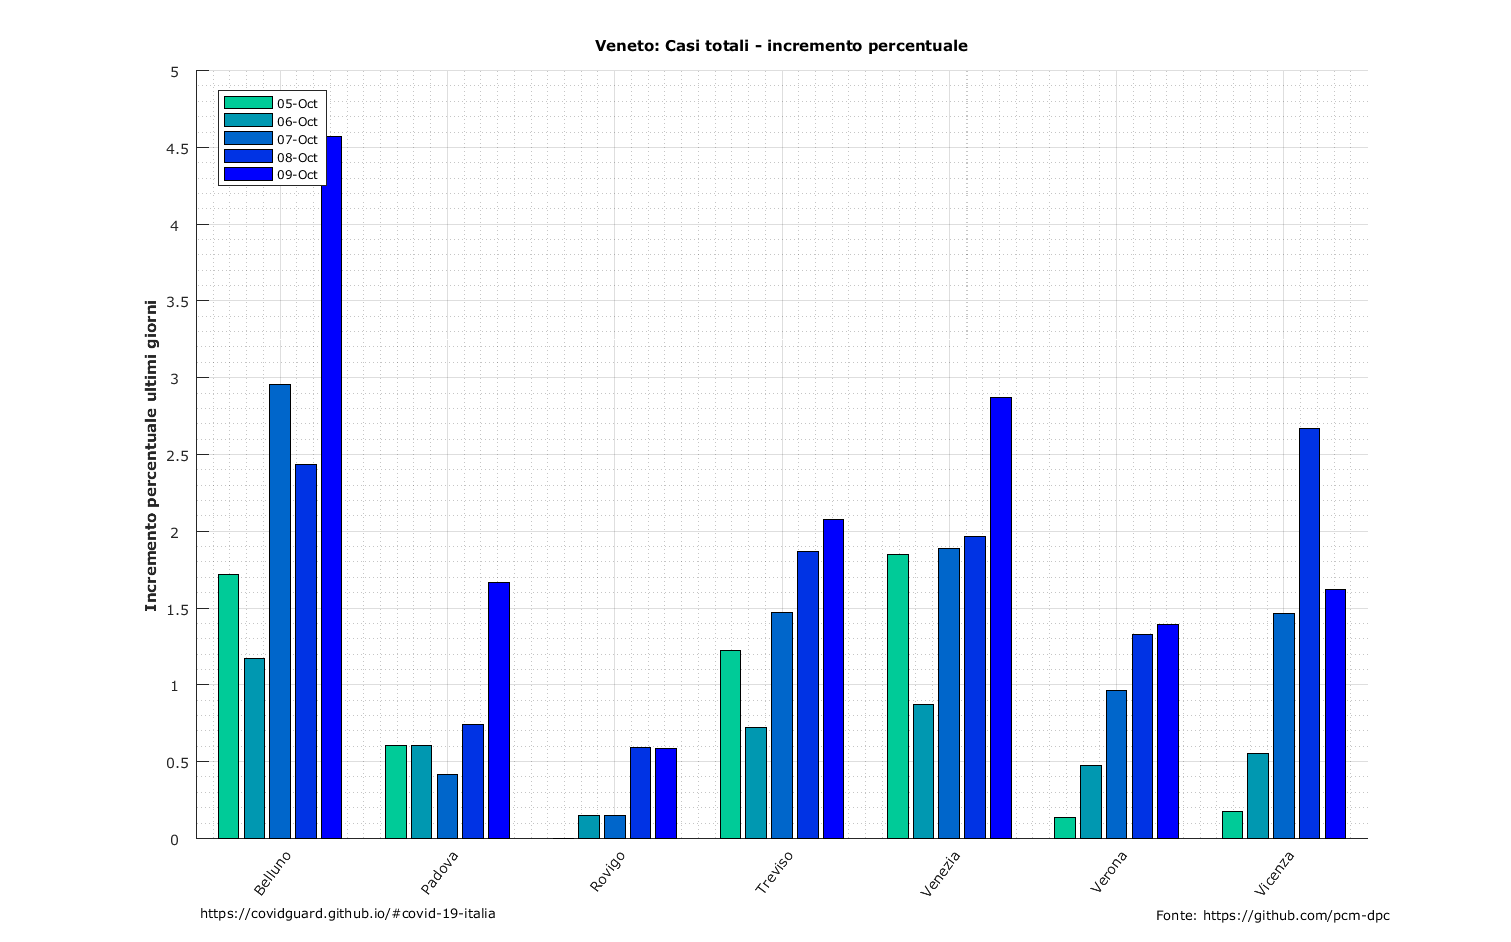 Veneto: Casi totali - incremento percentuale
Incremento percentuale ultimi giorni
5
4.5
4
3.5
3
2.5
2
1.5
1
0.5
0
05-Oct
06-Oct
07-Oct
08-Oct
09-Oct
Belluno
Padova
Rovigo
Treviso
Venezia
Verona
Vicenza
https://covidguard.github.io/#covid-19-italia
Fonte: https://github.com/pcm-dpc